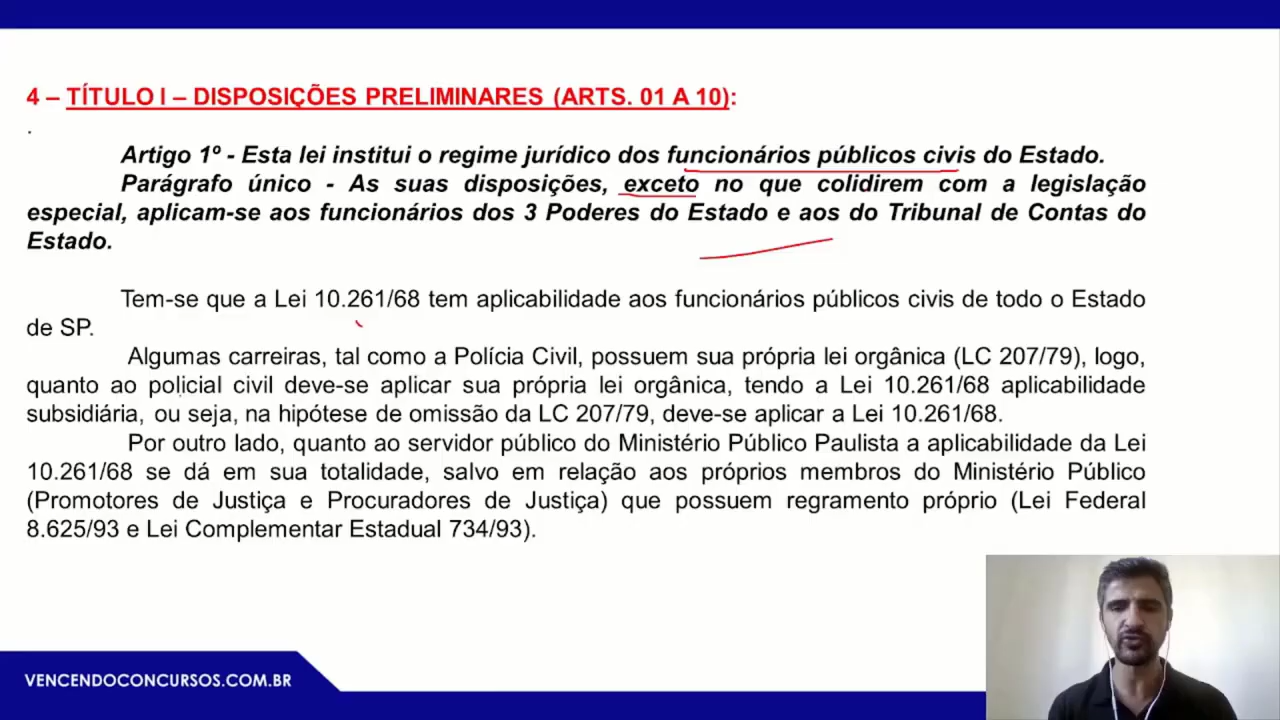 4 – TÍTULO I – DISPOSIÇÕES PRELIMINARES (ARTS. 01 A 10):
.
Artigo 1º - Esta lei institui o regime jurídico dos funcionários públicos civis do Estado.
Parágrafo único - As suas disposições, exceto no que colidirem com a legislação
especial, aplicam-se aos funcionários dos 3 Poderes do Estado e aos do Tribunal de Contas do
Estado.
Tem-se que a Lei 10.261/68 tem aplicabilidade aos funcionários públicos civis de todo o Estado
de SP.
Algumas carreiras, tal como a Polícia Civil, possuem sua própria lei orgânica (LC 207/79), logo,
quanto ao policial civil deve-se aplicar sua própria lei orgânica, tendo a Lei 10.261/68 aplicabilidade
subsidiária, ou seja, na hipótese de omissão da LC 207/79, deve-se aplicar a Lei 10.261/68.
Por outro lado, quanto ao servidor público do Ministério Público Paulista a aplicabilidade da Lei
10.261/68 se dá em sua totalidade, salvo em relação aos próprios membros do Ministério Público
(Promotores de Justiça e Procuradores de Justiça) que possuem regramento próprio (Lei Federal
8.625/93 e Lei Complementar Estadual 734/93).
VENCENDOCONCURSOS.COM.BR